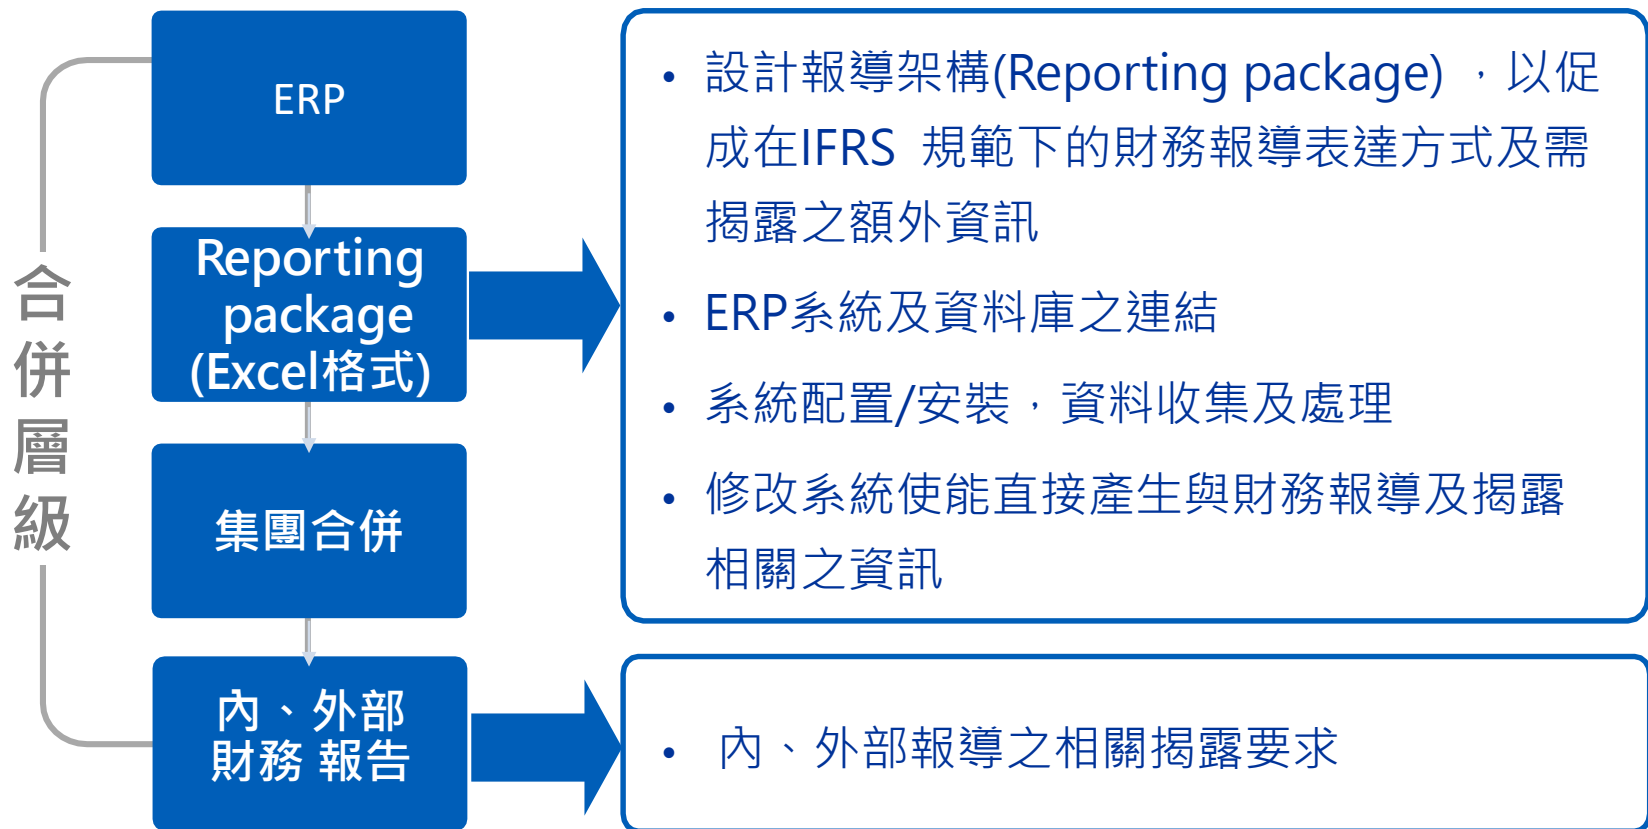 合
併
層
級
ERP
Reporting
package
(Excel格式)
集團合併
內、外部
財務 報告
• 設計報導架構(Reporting package) ，以促
成在IFRS 規範下的財務報導表達方式及需
揭露之額外資訊
• ERP系統及資料庫之連結
• 系統配置/安裝，資料收集及處理
• 修改系統使能直接產生與財務報導及揭露
相關之資訊
• 內、外部報導之相關揭露要求